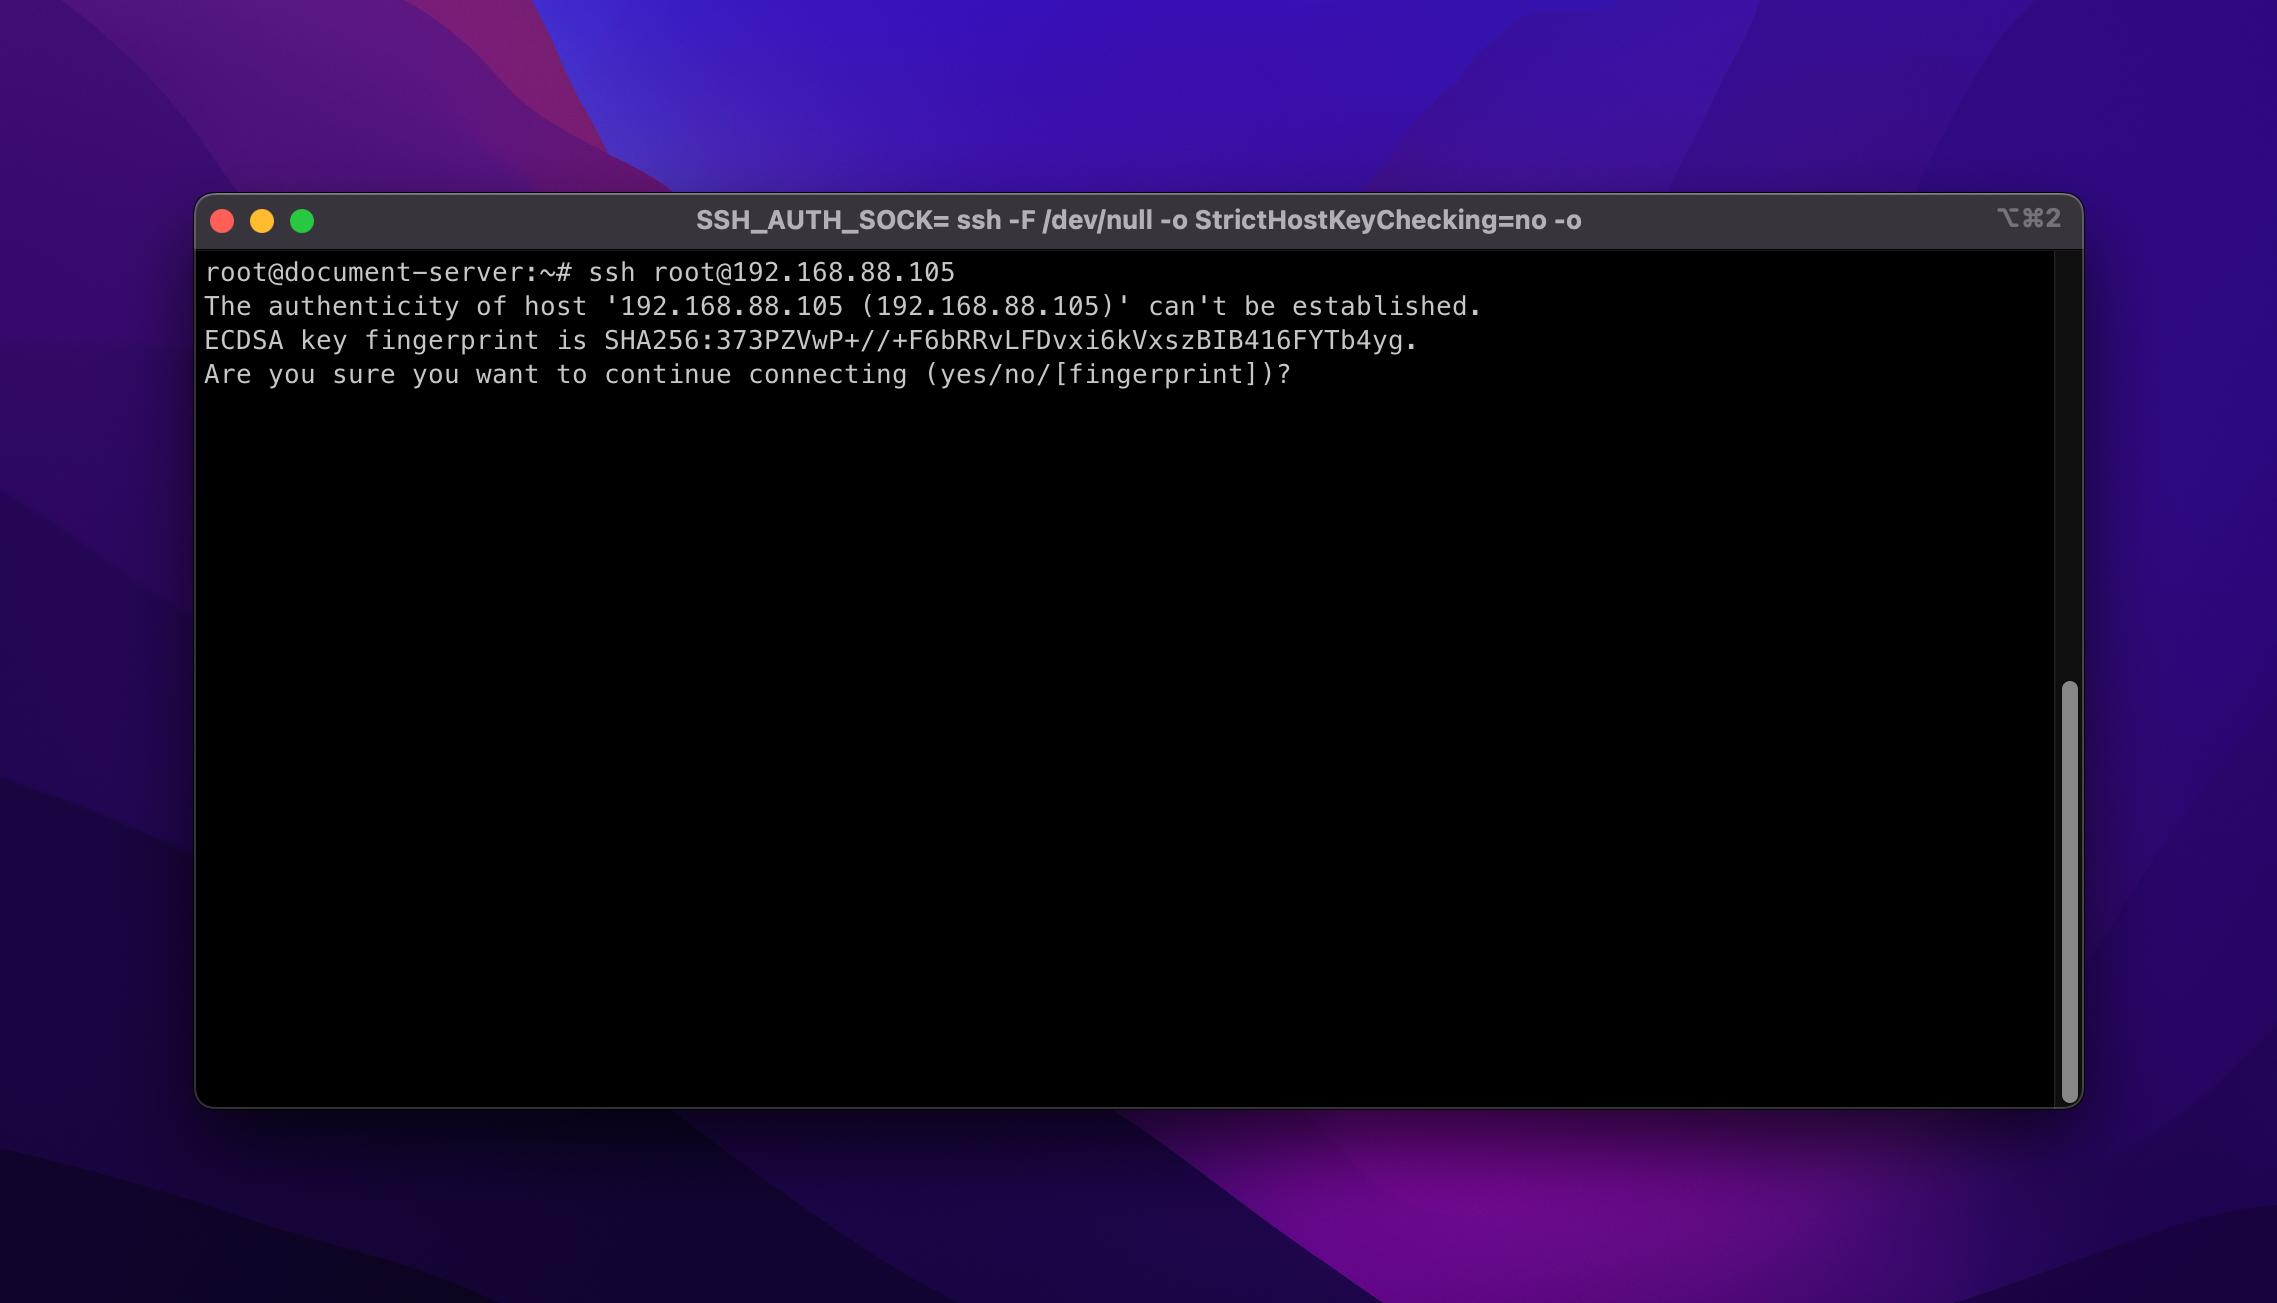 SSH_AUTH_SOCK= ssh -F /dev/null -o StrictHostKeyChecking=no -o
⌥⌘2
root@document-server:~# ssh root@192.168.88.105
The authenticity of host '192.168.88.105 (192.168.88.105)' can't be established.
ECDSA key fingerprint is SHA256:373PZVwP+//+F6bRRvLFDvxi6kVxszBIB416FYTb4yg.
Are you sure you want to continue connecting (yes/no/[fingerprint])?